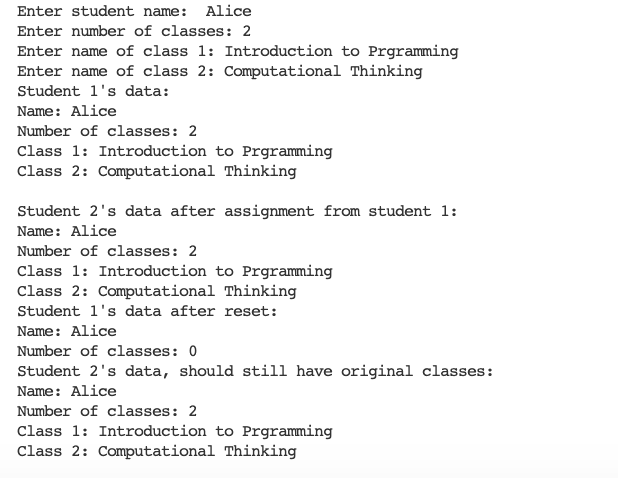 Enter student name:  Alice
Enter number of classes: 2
Enter name of class 1: Introduction to Prgramming
Enter name of class 2: Computational Thinking
Student 1's data:
Name: Alice
Number of classes: 2
Class 1: Introduction to Prgramming
Class 2: Computational Thinking

Student 2's data after assignment from student 1:
Name: Alice
Number of classes: 2
Class 1: Introduction to Prgramming
Class 2: Computational Thinking
Student 1's data after reset:
Name: Alice
Number of classes: 0
Student 2's data, should still have original classes:
Name: Alice
Number of classes: 2
Class 1: Introduction to Prgramming
Class 2: Computational Thinking